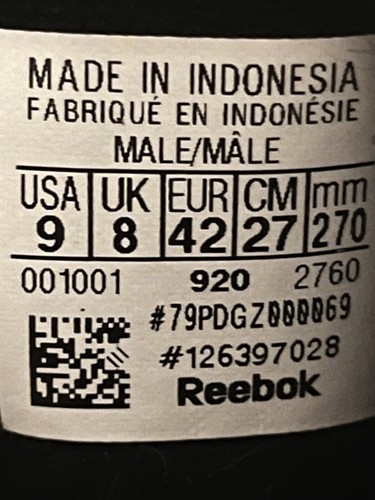 MADE IN INDONESIA
FABRIQUÉ EN INDONÉSIE
MALE/MÂLE
USA UK EUR CM mm
9 8 42 27 270
001001 920 2760
#79PDGZ000069
#126397028
Reebok